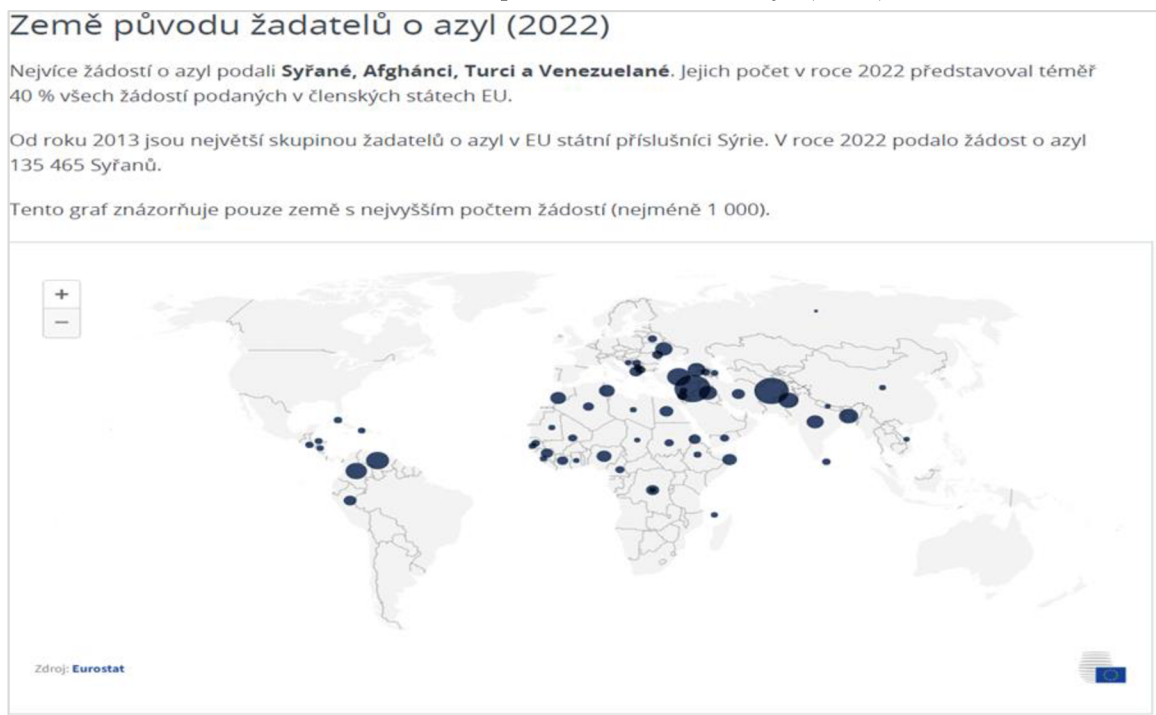 Země původu žadatelů o azyl (2022)
Nejvíce žádostí o azyl podali Syřané, Afghánci, Turci a Venezuelané. Jejich počet v roce 2022 představoval téměř
40 % všech žádostí podaných v členských státech EU.
Od roku 2013 jsou největší skupinou žadatelů o azyl v EU státní příslušníci Sýrie. V roce 2022 podalo žádost o azyl
135 465 Syřanů.
Tento graf znázorňuje pouze země s nejvyšším počtem žádostí (nejméně 1 000).
+
−
Zdroj: Eurostat